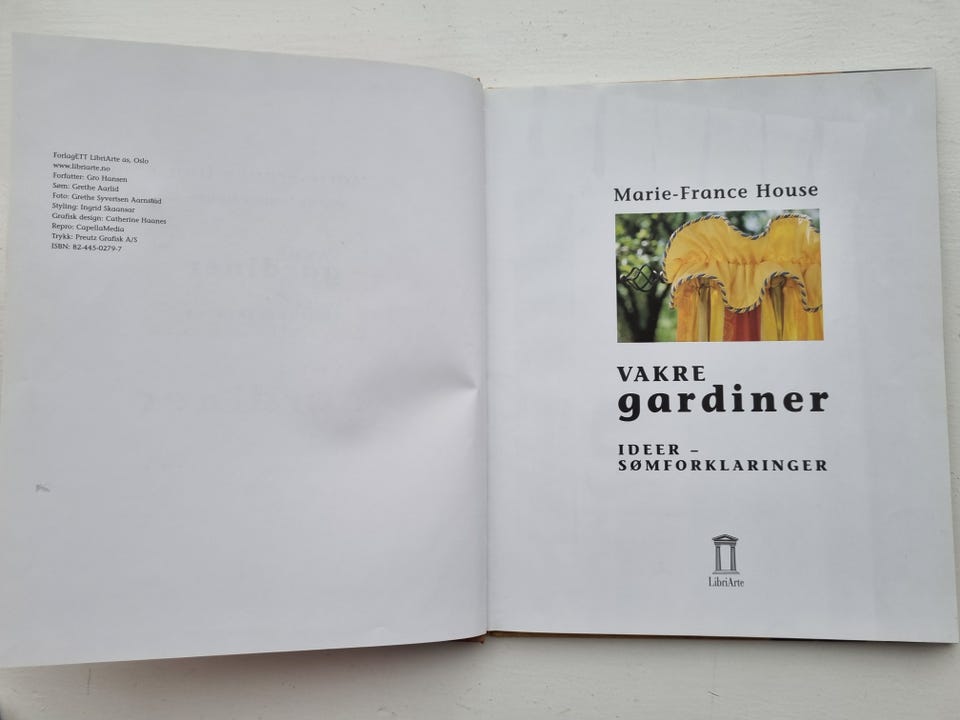 ForlagETT LibriArte as, Oslo
www.libriarte.no
Forfatter: Gro Hansen
Søm: Grethe Aarlid
Foto: Grethe Syvertsen Aarnstad
Styling: Ingrid Skaansar
Grafisk design: Catherine Haanes
Repro: CapellaMedia
Trykk: Preutz Grafisk A/S
ISBN: 82-445-0279-7
Marie-France House
VAKRE
gardiner
IDEER –
SØMFORKLARINGER
LibriArte